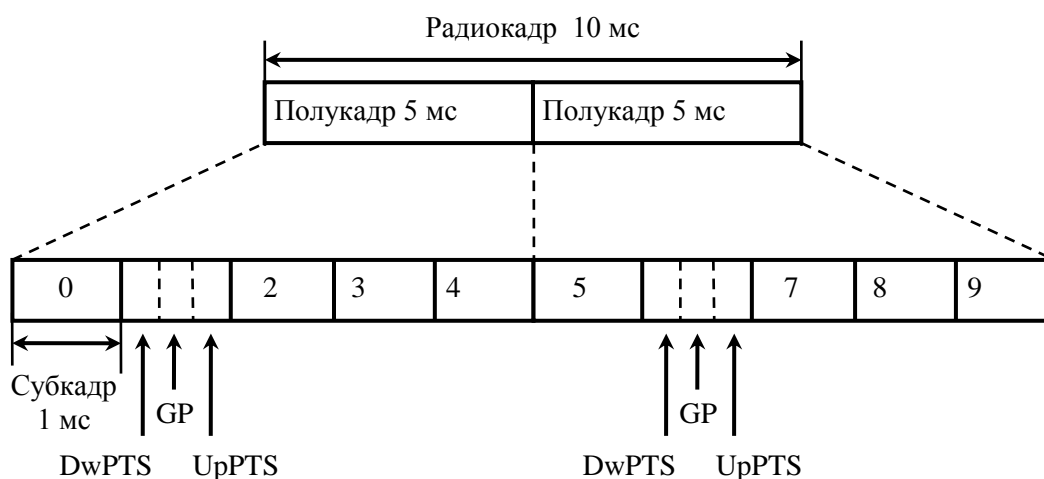 Радиокадр 10 мс
Полукадр 5 мс Полукадр 5 мс
0 2 3 4 5 7 8 9
Субкадр
1 мс
GP GP
DwPTS UpPTS DwPTS UpPTS